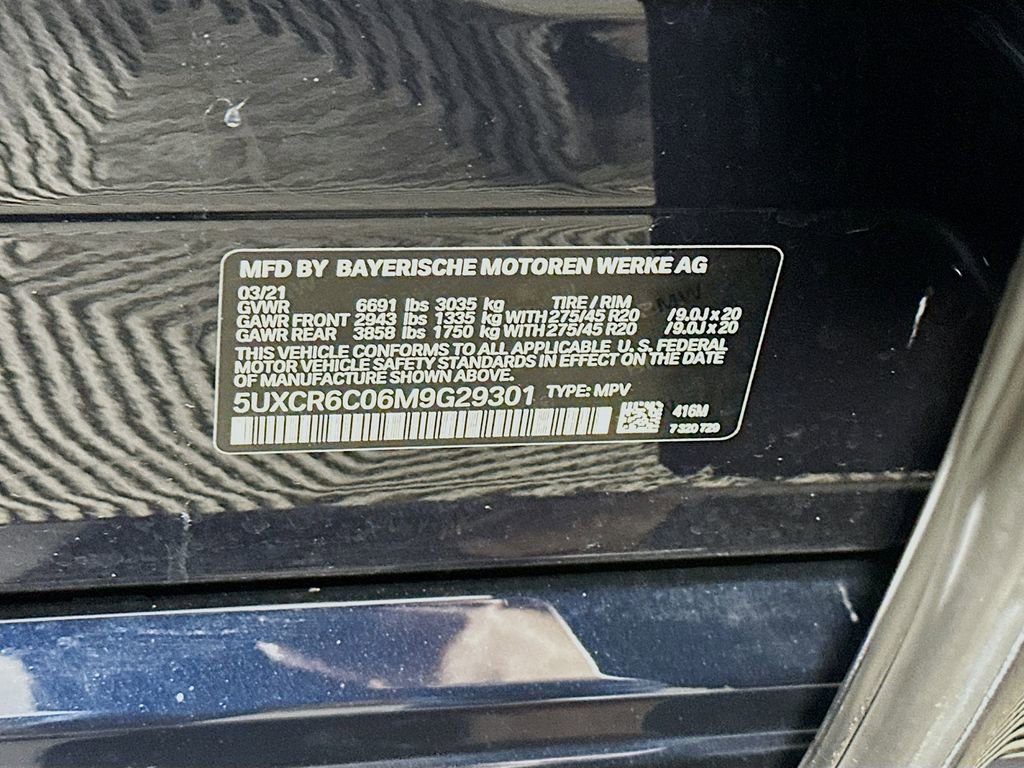 MFD BY BAYERISCHE MOTOREN WERKE AG
03/21
GVWR 6691 lbs 3035 kg TIRE / RIM
GAWR FRONT 2943 lbs 1335 kg WITH 275/45 R20 /9.0J x 20
GAWR REAR 3858 lbs 1750 kg WITH 275/45 R20 /9.0J x 20
THIS VEHICLE CONFORMS TO ALL APPLICABLE U. S. FEDERAL
MOTOR VEHICLE SAFETY STANDARDS IN EFFECT ON THE DATE
OF MANUFACTURE SHOWN ABOVE.
5UXCR6C06M9G29301 TYPE: MPV
416M
7 320 729